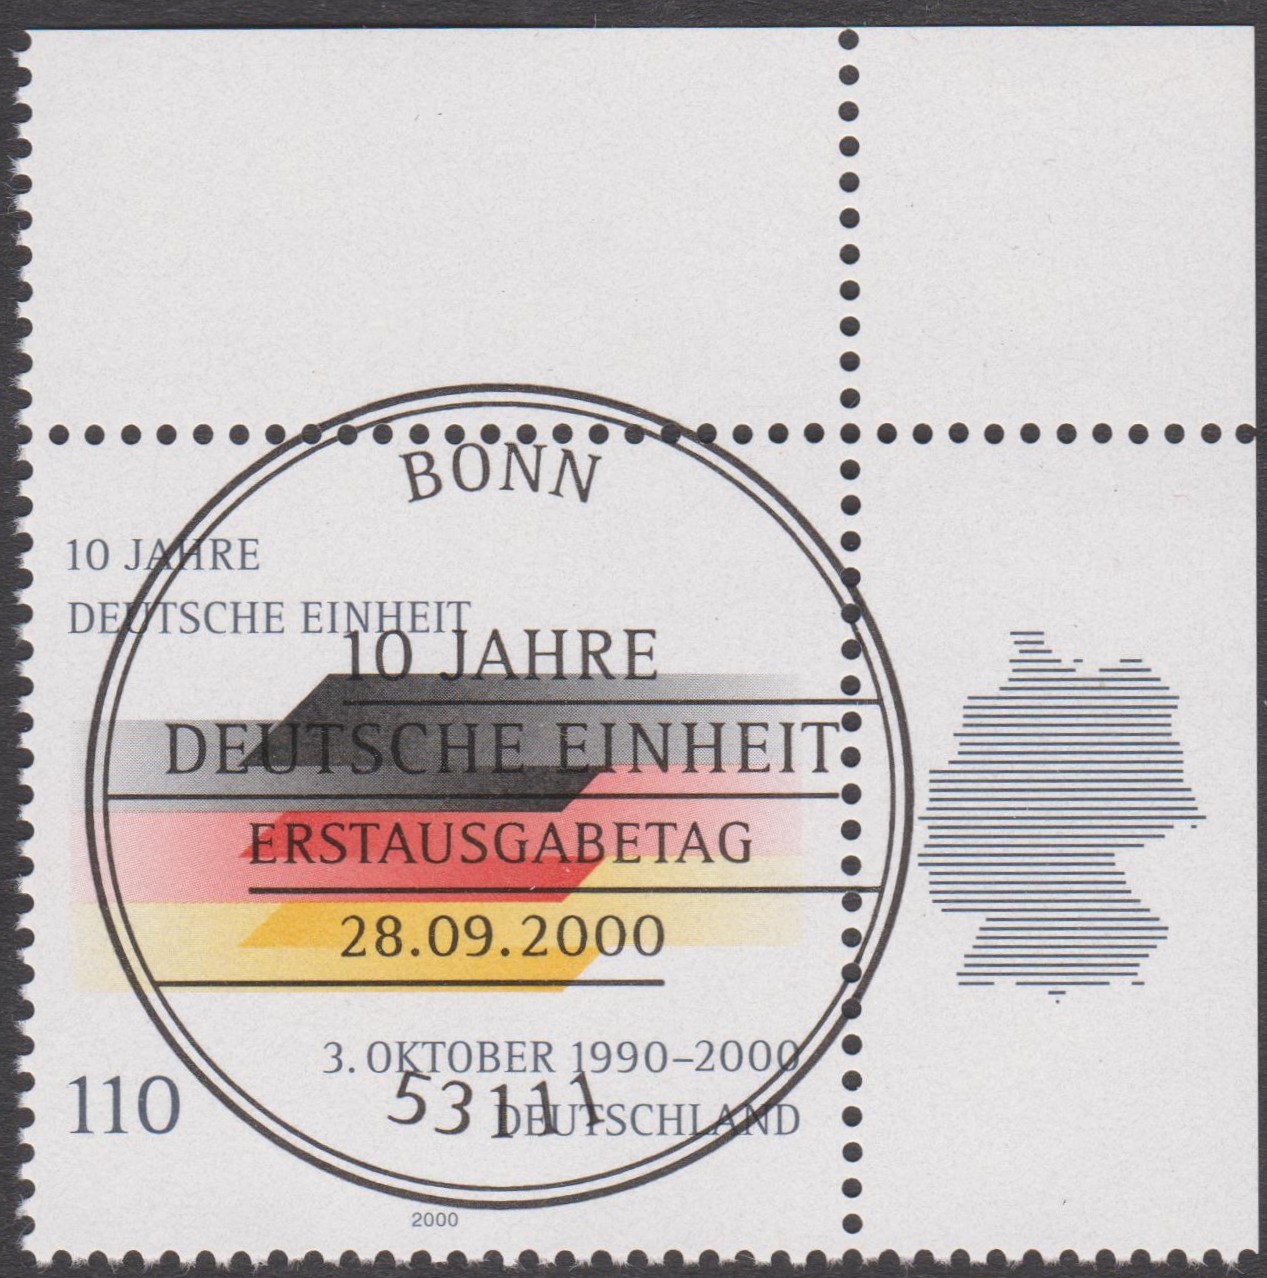 BONN
10 JAHRE
DEUTSCHE EINHEIT
10 JAHRE
DEUTSCHE EINHEIT
ERSTAUSGABETAG
28.09.2000
3. OKTOBER 1990–2000
53111
110
DEUTSCHLAND
2000